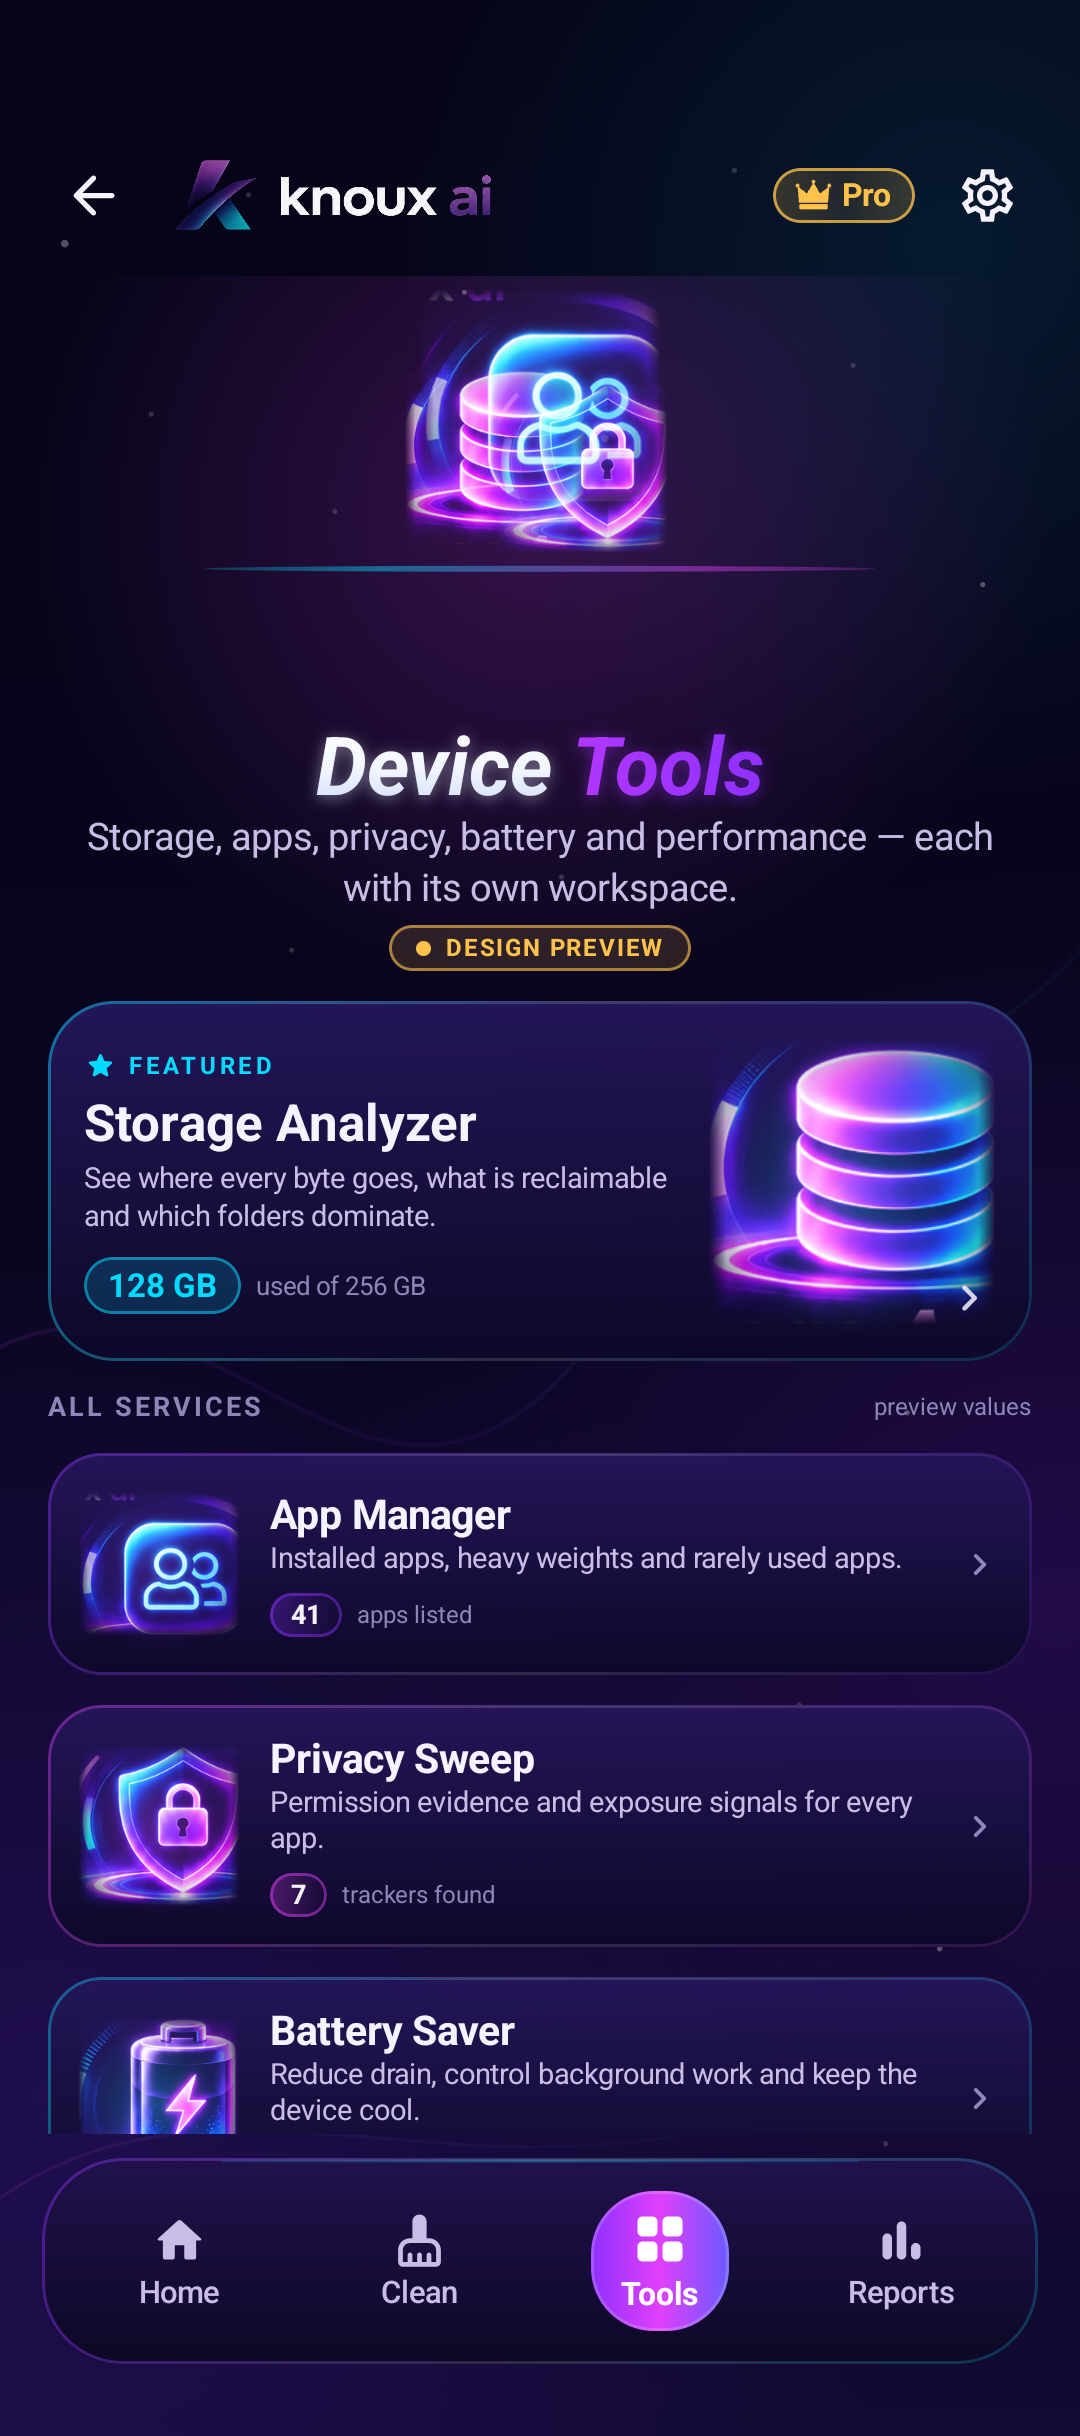 knoux ai
Pro
Device Tools
Storage, apps, privacy, battery and performance — each
with its own workspace.
DESIGN PREVIEW
FEATURED
Storage Analyzer
See where every byte goes, what is reclaimable
and which folders dominate.
128 GB used of 256 GB
ALL SERVICES
preview values
App Manager
Installed apps, heavy weights and rarely used apps.
41 apps listed
Privacy Sweep
Permission evidence and exposure signals for every
app.
7 trackers found
Battery Saver
Reduce drain, control background work and keep the
device cool.
Home
Clean
Tools
Reports